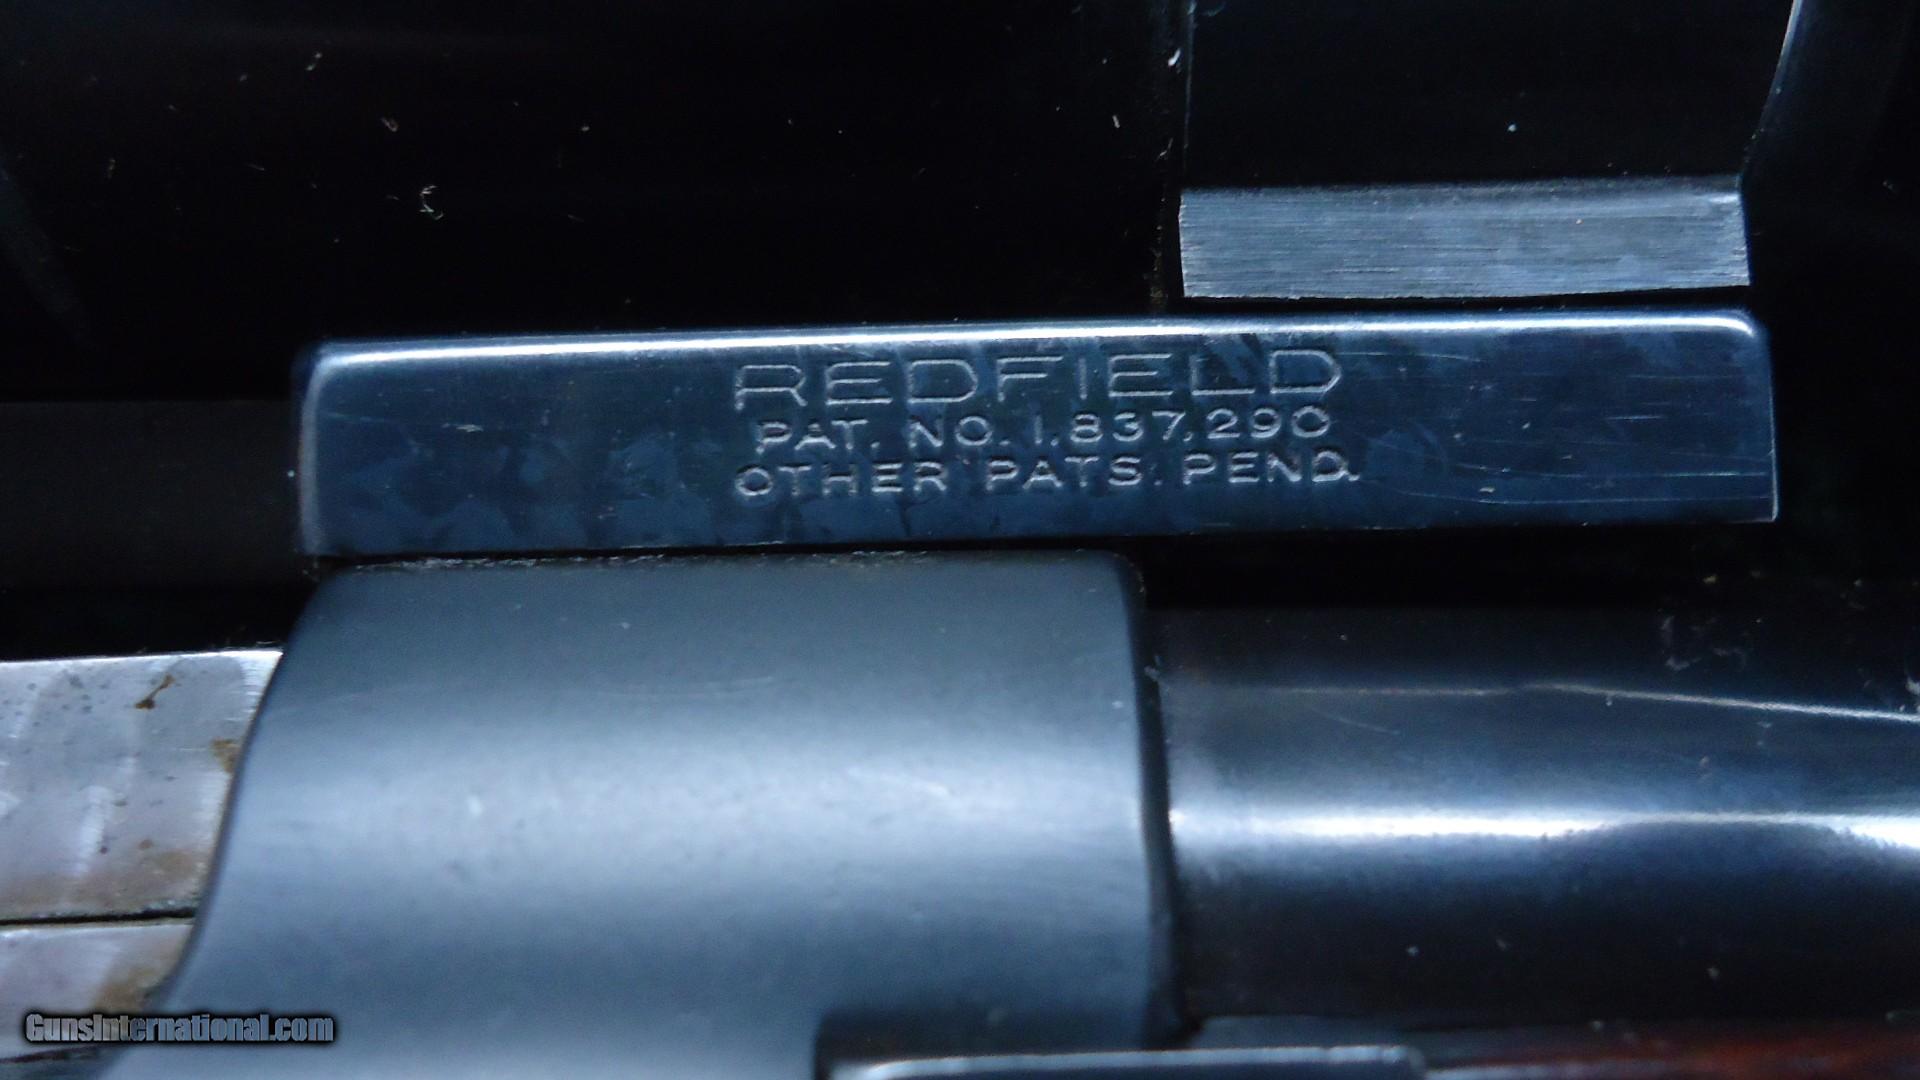 REDFIELD
PAT. NO. 1,837,290
OTHER PATS. PEND.
GunsInternational.com